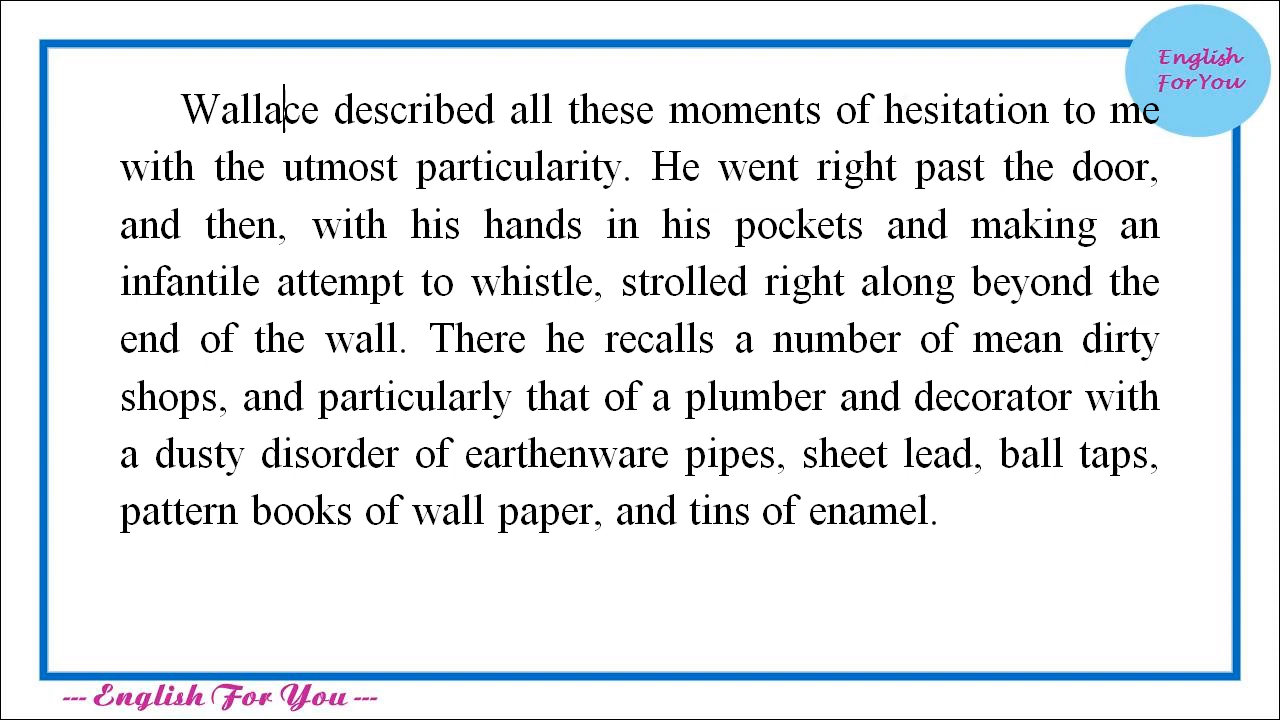 English
ForYou
Wallace described all these moments of hesitation to me
with the utmost particularity. He went right past the door,
and then, with his hands in his pockets and making an
infantile attempt to whistle, strolled right along beyond the
end of the wall. There he recalls a number of mean dirty
shops, and particularly that of a plumber and decorator with
a dusty disorder of earthenware pipes, sheet lead, ball taps,
pattern books of wall paper, and tins of enamel.
--- English For You ---